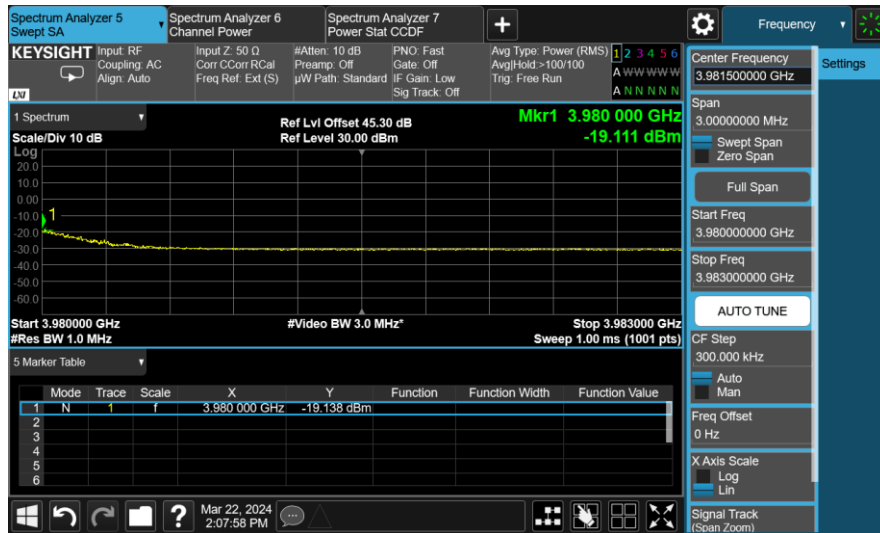 Spectrum Analyzer 5
Swept SA
Spectrum Analyzer 6
Channel Power
Spectrum Analyzer 7
Power Stat CCDF
Frequency
KEYSIGHT
LXI
Input: RF
Coupling: AC
Align: Auto
Input Z: 50 Ω
Corr CCorr RCal
Freq Ref: Ext (S)
#Atten: 10 dB
Preamp: Off
µW Path: Standard
PNO: Fast
Gate: Off
IF Gain: Low
Sig Track: Off
Avg Type: Power (RMS)
Avg|Hold:>100/100
Trig: Free Run
1 2 3 4 5 6
A W W W W W
A N N N N N
1 Spectrum
Scale/Div 10 dB
Ref Lvl Offset 45.30 dB
Ref Level 30.00 dBm
Mkr1 3.980 000 GHz
-19.111 dBm
Log
20.0
10.0
0.00
-10.0
-20.0
-30.0
-40.0
-50.0
-60.0
1
Start 3.980000 GHz
#Res BW 1.0 MHz
#Video BW 3.0 MHz*
Stop 3.983000 GHz
Sweep 1.00 ms (1001 pts)
5 Marker Table
Mode Trace Scale X Y Function Function Width Function Value
1 N 1 f 3.980 000 GHz -19.138 dBm
2
3
4
5
6
Mar 22, 2024
2:07:58 PM
Center Frequency
3.981500000 GHz
Span
3.00000000 MHz
Swept Span
Zero Span
Full Span
Start Freq
3.980000000 GHz
Stop Freq
3.983000000 GHz
AUTO TUNE
CF Step
300.000 kHz
Auto
Man
Freq Offset
0 Hz
X Axis Scale
Log
Lin
Signal Track
(Span Zoom)
Settings